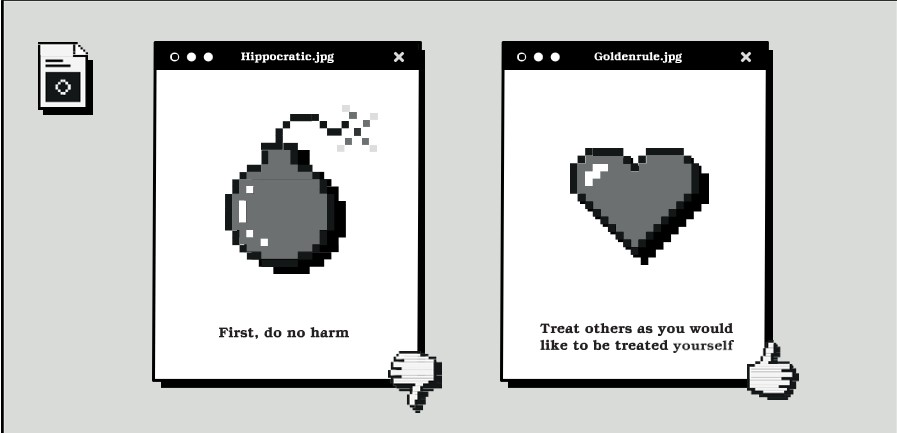 Hippocratic.jpg
Goldenrule.jpg
First, do no harm
Treat others as you would
like to be treated yourself